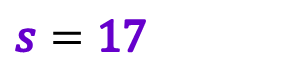 s = 17